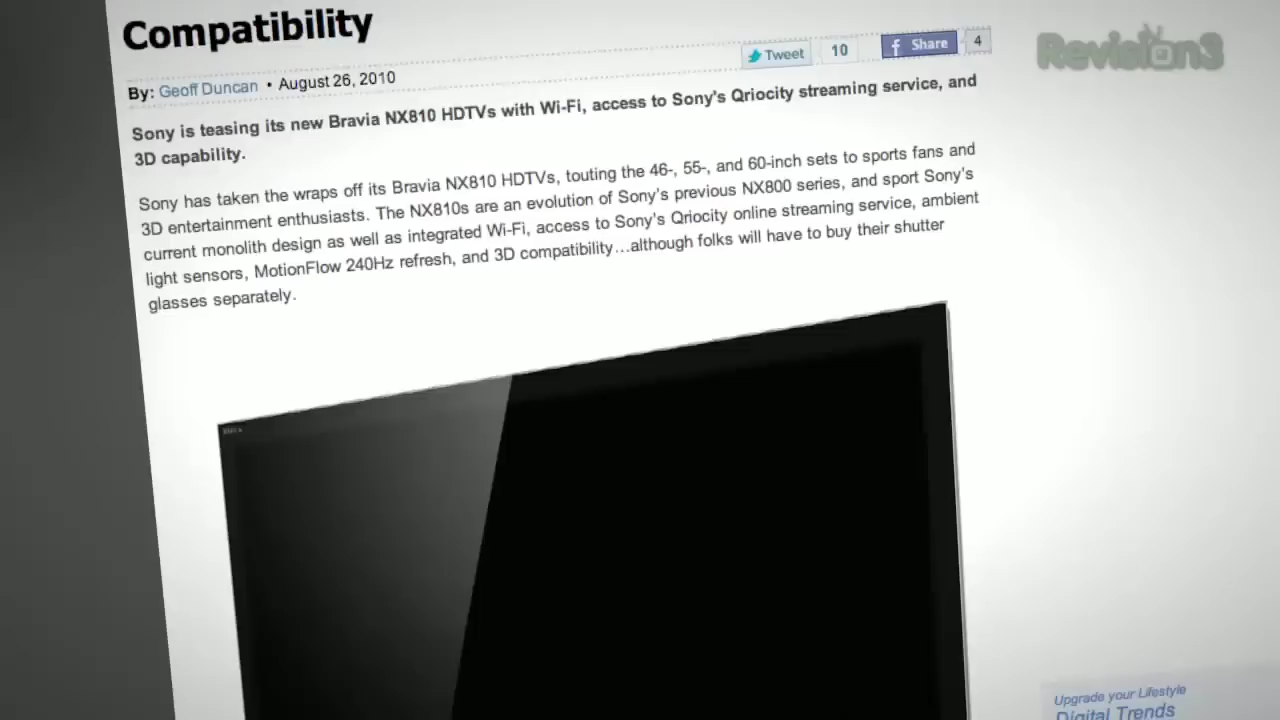 Compatibility
Tweet 10 Share 4
Revision3
By: Geoff Duncan • August 26, 2010
Sony is teasing its new Bravia NX810 HDTVs with Wi-Fi, access to Sony's Qriocity streaming service, and
3D capability.
Sony has taken the wraps off its Bravia NX810 HDTVs, touting the 46-, 55-, and 60-inch sets to sports fans and
3D entertainment enthusiasts. The NX810s are an evolution of Sony's previous NX800 series, and sport Sony's
current monolith design as well as integrated Wi-Fi, access to Sony's Qriocity online streaming service, ambient
light sensors, MotionFlow 240Hz refresh, and 3D compatibility…although folks will have to buy their shutter
glasses separately.
Upgrade your Lifestyle
Digital Trends